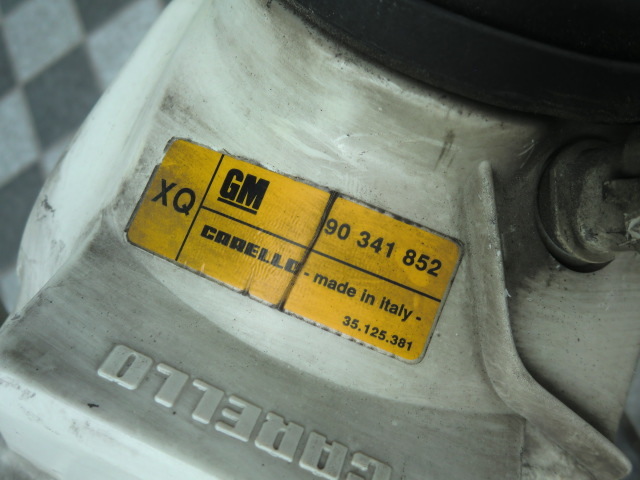 XQ
GM
90 341 852
CARELLO
- made in italy -
35.125.381
CARELLO